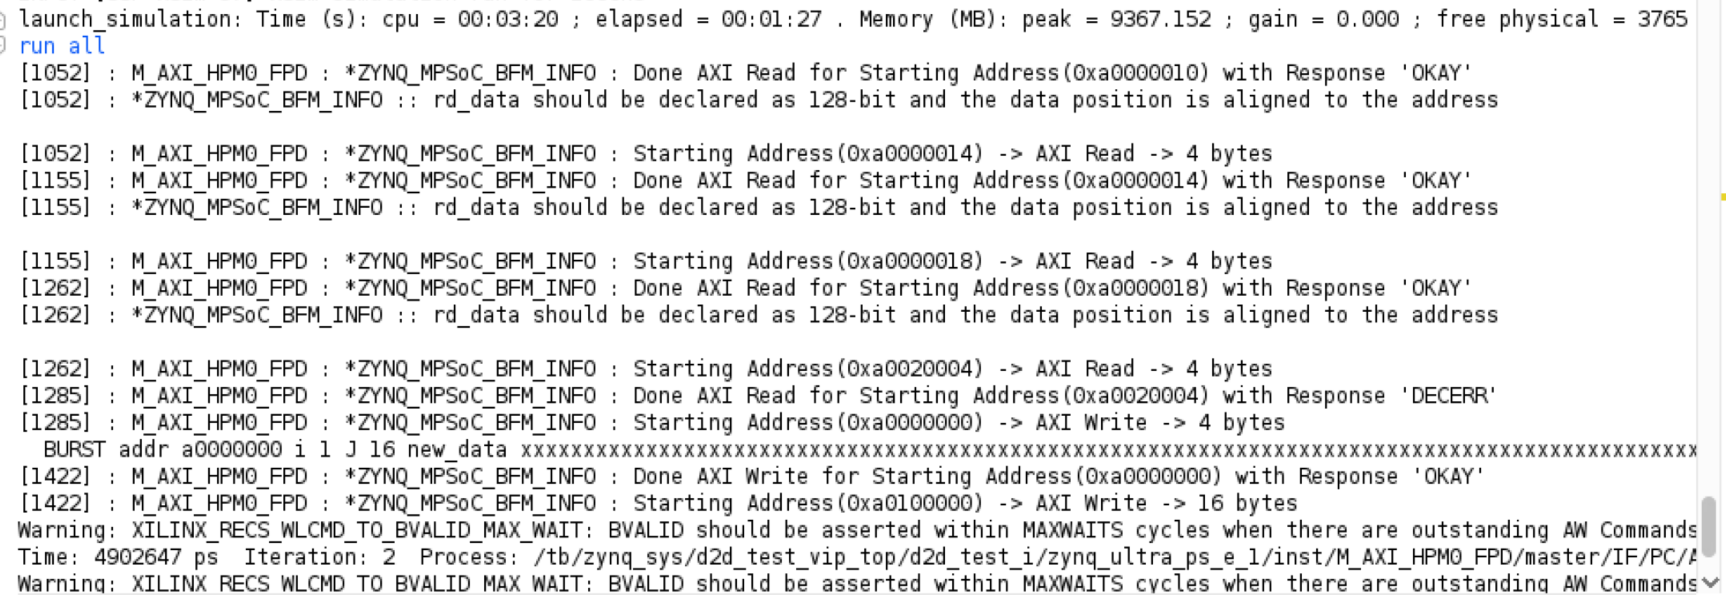 launch_simulation: Time (s): cpu = 00:03:20 ; elapsed = 00:01:27 . Memory (MB): peak = 9367.152 ; gain = 0.000 ; free physical = 3765
run all
[1052] : M_AXI_HPM0_FPD : *ZYNQ_MPSoC_BFM_INFO : Done AXI Read for Starting Address(0xa0000010) with Response 'OKAY'
[1052] : *ZYNQ_MPSoC_BFM_INFO :: rd_data should be declared as 128-bit and the data position is aligned to the address
[1052] : M_AXI_HPM0_FPD : *ZYNQ_MPSoC_BFM_INFO : Starting Address(0xa0000014) -> AXI Read -> 4 bytes
[1155] : M_AXI_HPM0_FPD : *ZYNQ_MPSoC_BFM_INFO : Done AXI Read for Starting Address(0xa0000014) with Response 'OKAY'
[1155] : *ZYNQ_MPSoC_BFM_INFO :: rd_data should be declared as 128-bit and the data position is aligned to the address
[1155] : M_AXI_HPM0_FPD : *ZYNQ_MPSoC_BFM_INFO : Starting Address(0xa0000018) -> AXI Read -> 4 bytes
[1262] : M_AXI_HPM0_FPD : *ZYNQ_MPSoC_BFM_INFO : Done AXI Read for Starting Address(0xa0000018) with Response 'OKAY'
[1262] : *ZYNQ_MPSoC_BFM_INFO :: rd_data should be declared as 128-bit and the data position is aligned to the address
[1262] : M_AXI_HPM0_FPD : *ZYNQ_MPSoC_BFM_INFO : Starting Address(0xa0020004) -> AXI Read -> 4 bytes
[1285] : M_AXI_HPM0_FPD : *ZYNQ_MPSoC_BFM_INFO : Done AXI Read for Starting Address(0xa0020004) with Response 'DECERR'
[1285] : M_AXI_HPM0_FPD : *ZYNQ_MPSoC_BFM_INFO : Starting Address(0xa0000000) -> AXI Write -> 4 bytes
BURST addr a0000000 i 1 J 16 new_data xxxxxxxxxxxxxxxxxxxxxxxxxxxxxxxxxxxxxxxxxxxxxxxxxxxxxxxxxxxxxxxxxxxxxxxxxxxxxxxxxxxxxxxxxxxxxxxxx
[1422] : M_AXI_HPM0_FPD : *ZYNQ_MPSoC_BFM_INFO : Done AXI Write for Starting Address(0xa0000000) with Response 'OKAY'
[1422] : M_AXI_HPM0_FPD : *ZYNQ_MPSoC_BFM_INFO : Starting Address(0xa0100000) -> AXI Write -> 16 bytes
Warning: XILINX_RECS_WLCMD_TO_BVALID_MAX_WAIT: BVALID should be asserted within MAXWAITS cycles when there are outstanding AW Commands
Time: 4902647 ps  Iteration: 2  Process: /tb/zynq_sys/d2d_test_vip_top/d2d_test_i/zynq_ultra_ps_e_1/inst/M_AXI_HPM0_FPD/master/IF/PC/A
Warning: XILINX_RECS_WLCMD_TO_BVALID_MAX_WAIT: BVALID should be asserted within MAXWAITS cycles when there are outstanding AW Commands